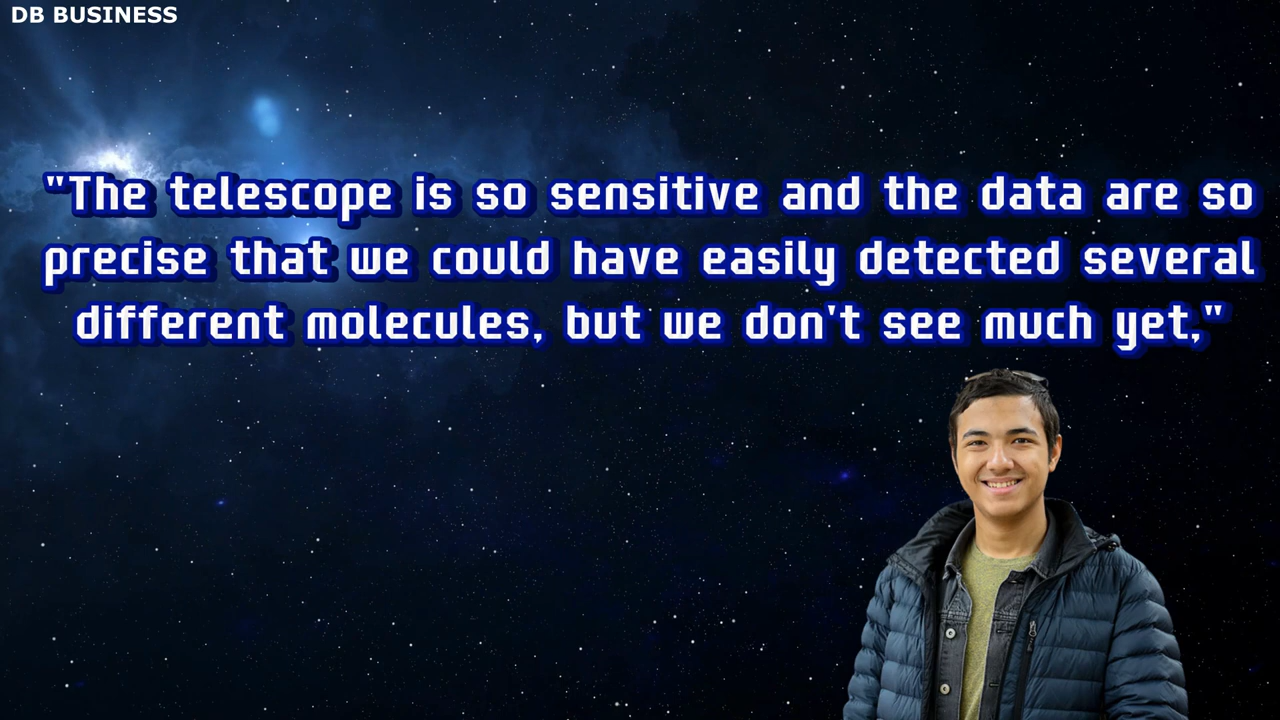 DB BUSINESS
"The telescope is so sensitive and the data are so
precise that we could have easily detected several
different molecules, but we don't see much yet,"